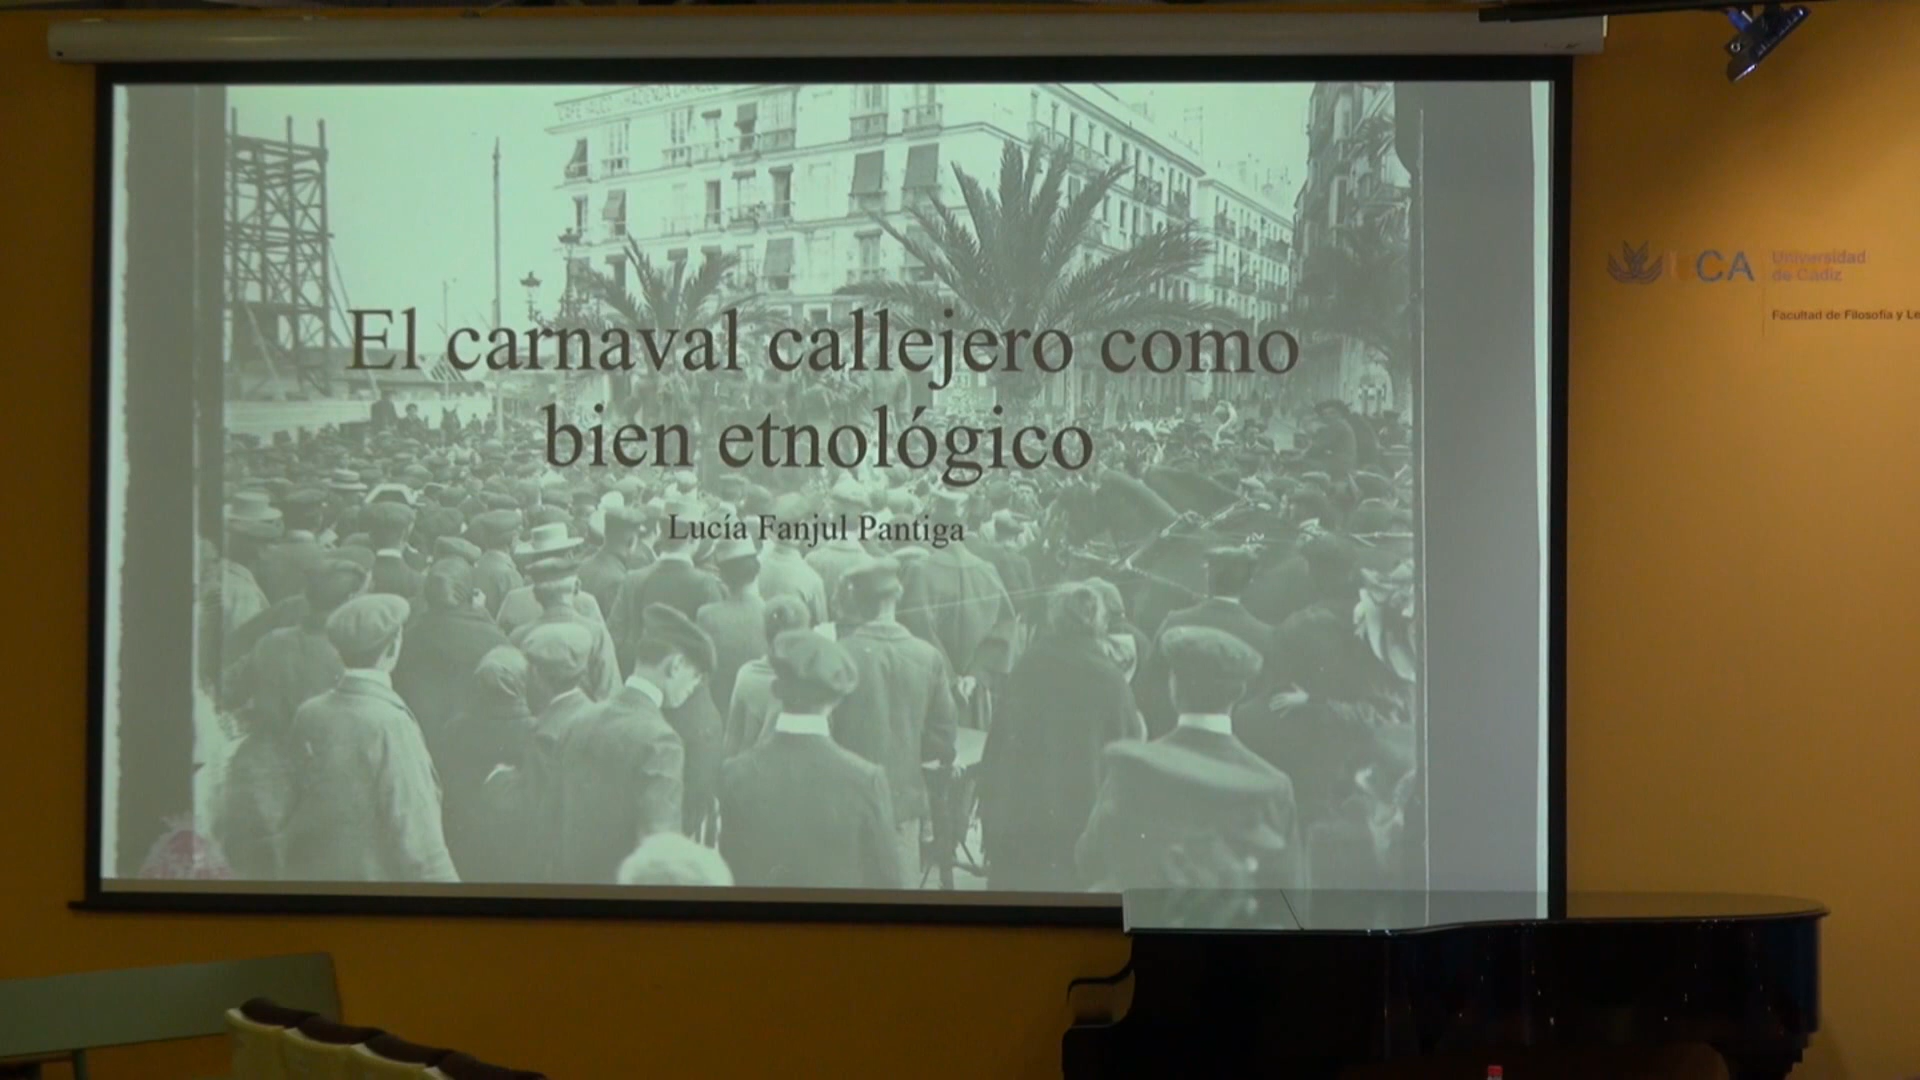 El carnaval callejero como
bien etnológico
Lucía Fanjul Pantiga
UCA
Universidad
de Cádiz
Facultad de Filosofía y Le